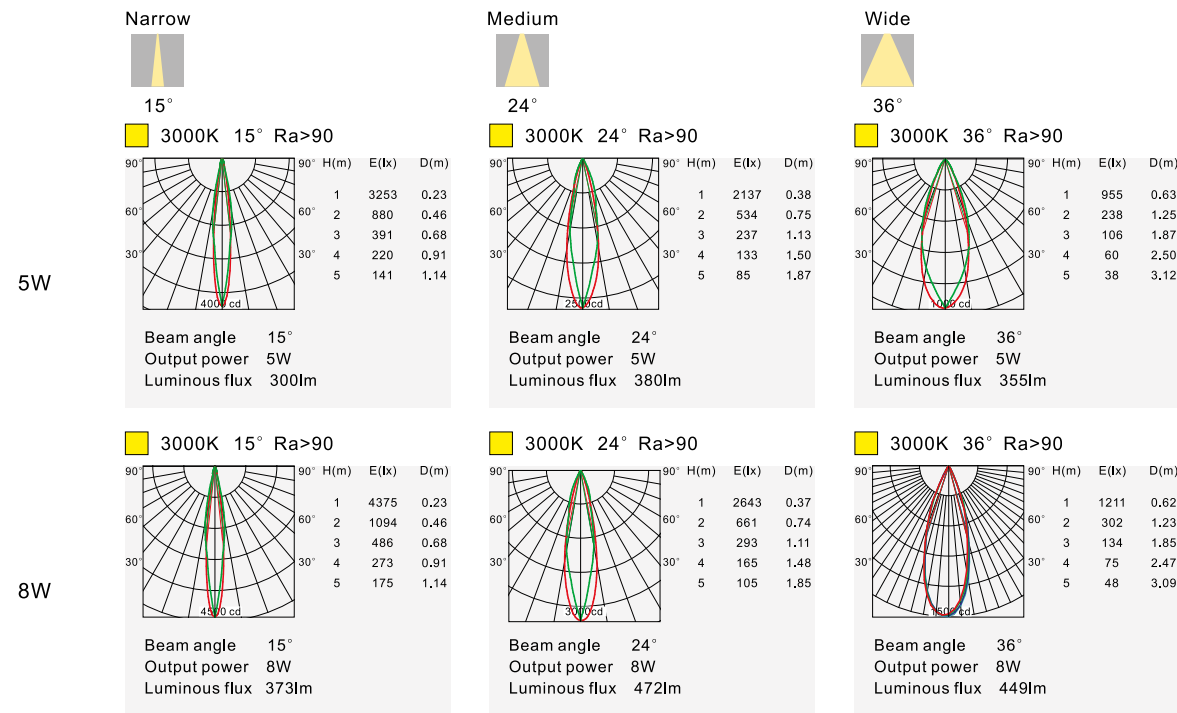 Narrow
15°
3000K 15° Ra>90
90° 90° H(m) E(lx) D(m)
1 3253 0.23
60° 60° 2 880 0.46
3 391 0.68
30° 30° 4 220 0.91
5 141 1.14
4000 cd
Beam angle 15°
Output power 5W
Luminous flux 300lm
Medium
24°
3000K 24° Ra>90
90° 90° H(m) E(lx) D(m)
1 2137 0.38
60° 60° 2 534 0.75
3 237 1.13
30° 30° 4 133 1.50
5 85 1.87
2500 cd
Beam angle 24°
Output power 5W
Luminous flux 380lm
Wide
36°
3000K 36° Ra>90
90° 90° H(m) E(lx) D(m)
1 955 0.63
60° 60° 2 238 1.25
3 106 1.87
30° 30° 4 60 2.50
5 38 3.12
1000 cd
Beam angle 36°
Output power 5W
Luminous flux 355lm
5W
3000K 15° Ra>90
90° 90° H(m) E(lx) D(m)
1 4375 0.23
60° 60° 2 1094 0.46
3 486 0.68
30° 30° 4 273 0.91
5 175 1.14
4500 cd
Beam angle 15°
Output power 8W
Luminous flux 373lm
3000K 24° Ra>90
90° 90° H(m) E(lx) D(m)
1 2643 0.37
60° 60° 2 661 0.74
3 293 1.11
30° 30° 4 165 1.48
5 105 1.85
3000cd
Beam angle 24°
Output power 8W
Luminous flux 472lm
3000K 36° Ra>90
90° 90° H(m) E(lx) D(m)
1 1211 0.62
60° 60° 2 302 1.23
3 134 1.85
30° 30° 4 75 2.47
5 48 3.09
1500 cd
Beam angle 36°
Output power 8W
Luminous flux 449lm
8W